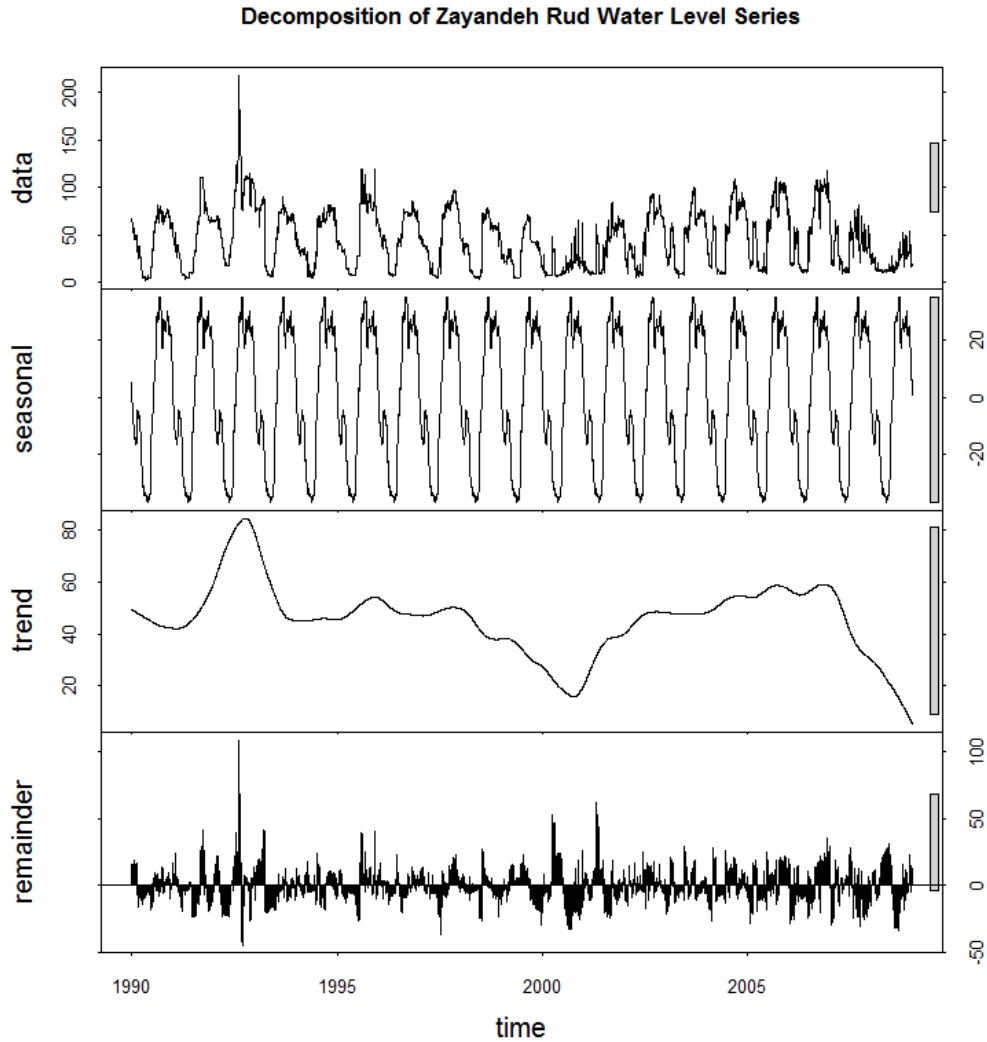 Decomposition of Zayandeh Rud Water Level Series
data
0 50 100 150 200
seasonal
-20 0 20
trend
20 40 60 80
remainder
-50 0 50 100
1990 1995 2000 2005
time